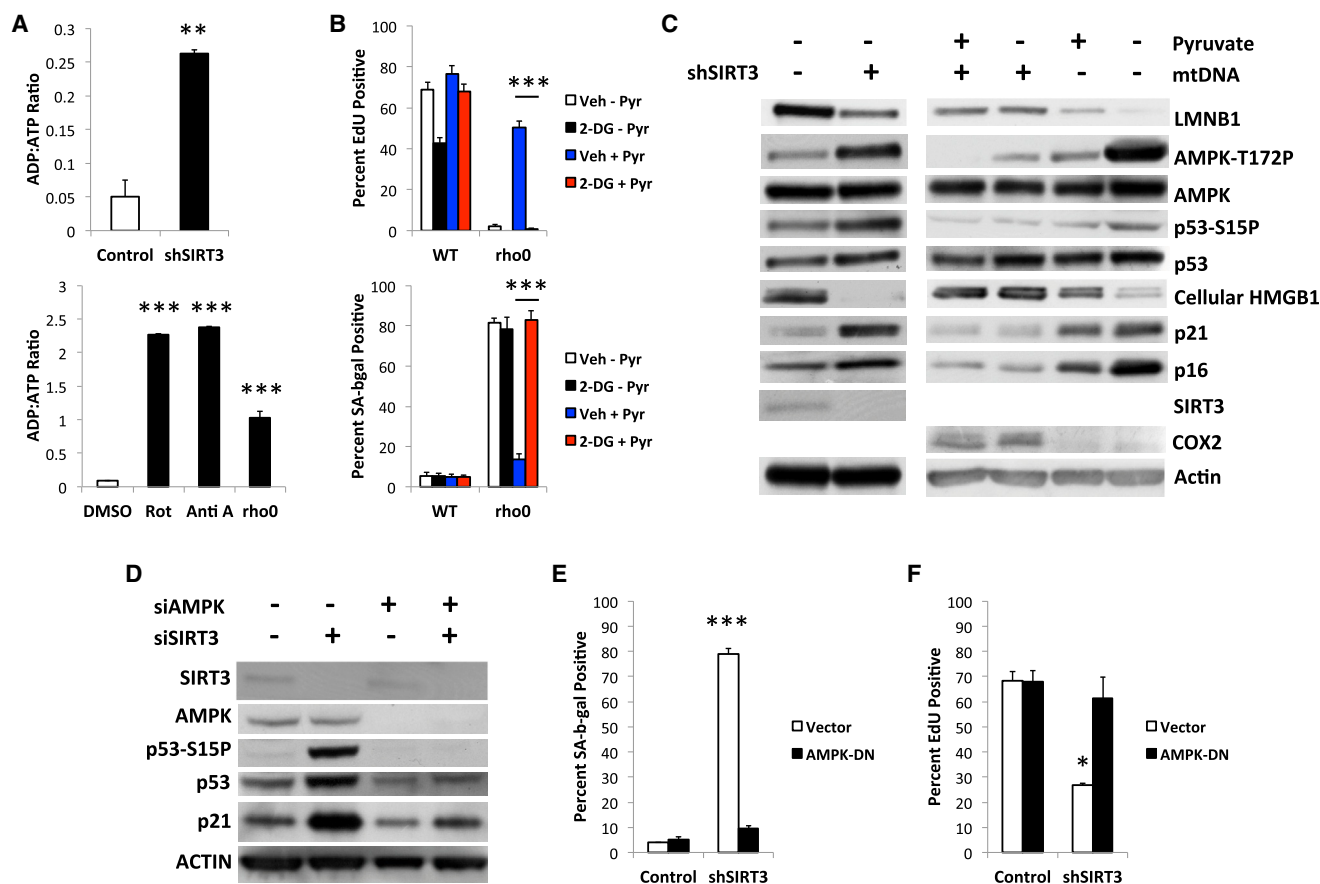 A
ADP:ATP Ratio
0.3
0.25
0.2
0.15
0.1
0.05
0
**
Control shSIRT3
ADP:ATP Ratio
3
2.5
2
1.5
1
0.5
0
*** *** ***
DMSO Rot Anti A rho0
B
Percent EdU Positive
100
80
60
40
20
0
***
WT rho0
Veh - Pyr
2-DG - Pyr
Veh + Pyr
2-DG + Pyr
Percent SA-bgal Positive
100
80
60
40
20
0
***
WT rho0
Veh - Pyr
2-DG - Pyr
Veh + Pyr
2-DG + Pyr
C
- - + - + - Pyruvate
shSIRT3 - + + + - - mtDNA
LMNB1
AMPK-T172P
AMPK
p53-S15P
p53
Cellular HMGB1
p21
p16
SIRT3
COX2
Actin
D
siAMPK - - + +
siSIRT3 - + - +
SIRT3
AMPK
p53-S15P
p53
p21
ACTIN
E
Percent SA-b-gal Positive
100
90
80
70
60
50
40
30
20
10
0
***
Control shSIRT3
Vector
AMPK-DN
F
Percent EdU Positive
100
90
80
70
60
50
40
30
20
10
0
*
Control shSIRT3
Vector
AMPK-DN